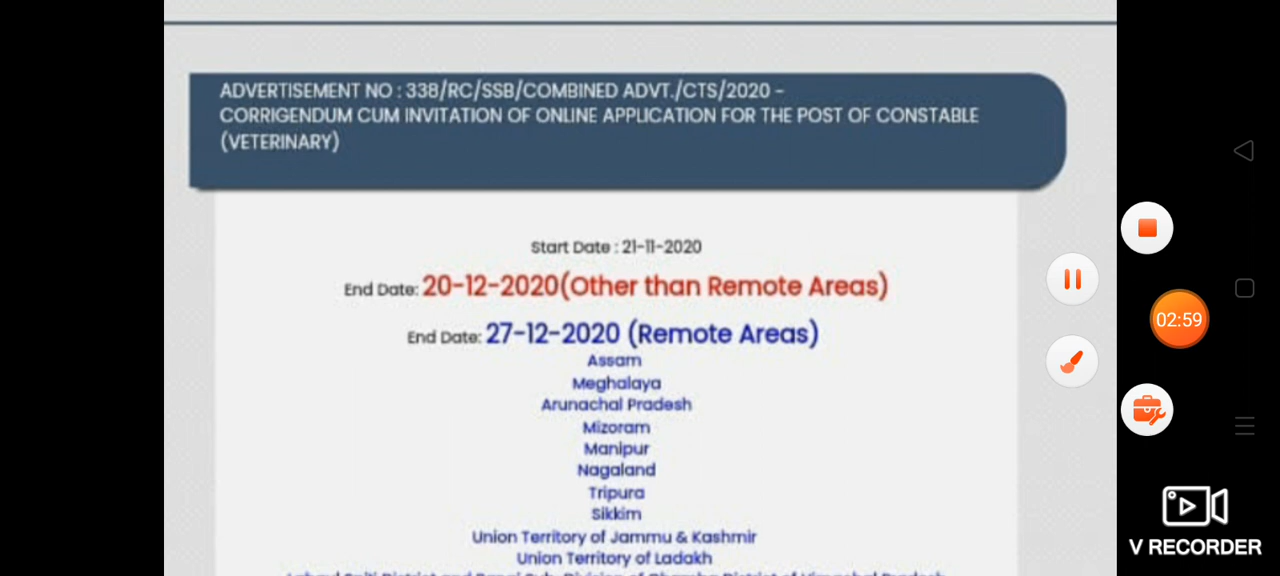 ADVERTISEMENT NO : 338/RC/SSB/COMBINED ADVT./CTS/2020 -
CORRIGENDUM CUM INVITATION OF ONLINE APPLICATION FOR THE POST OF CONSTABLE
(VETERINARY)
Start Date : 21-11-2020
End Date: 20-12-2020(Other than Remote Areas)
End Date: 27-12-2020 (Remote Areas)
Assam
Meghalaya
Arunachal Pradesh
Mizoram
Manipur
Nagaland
Tripura
Sikkim
Union Territory of Jammu & Kashmir
Union Territory of Ladakh
02:59
V RECORDER